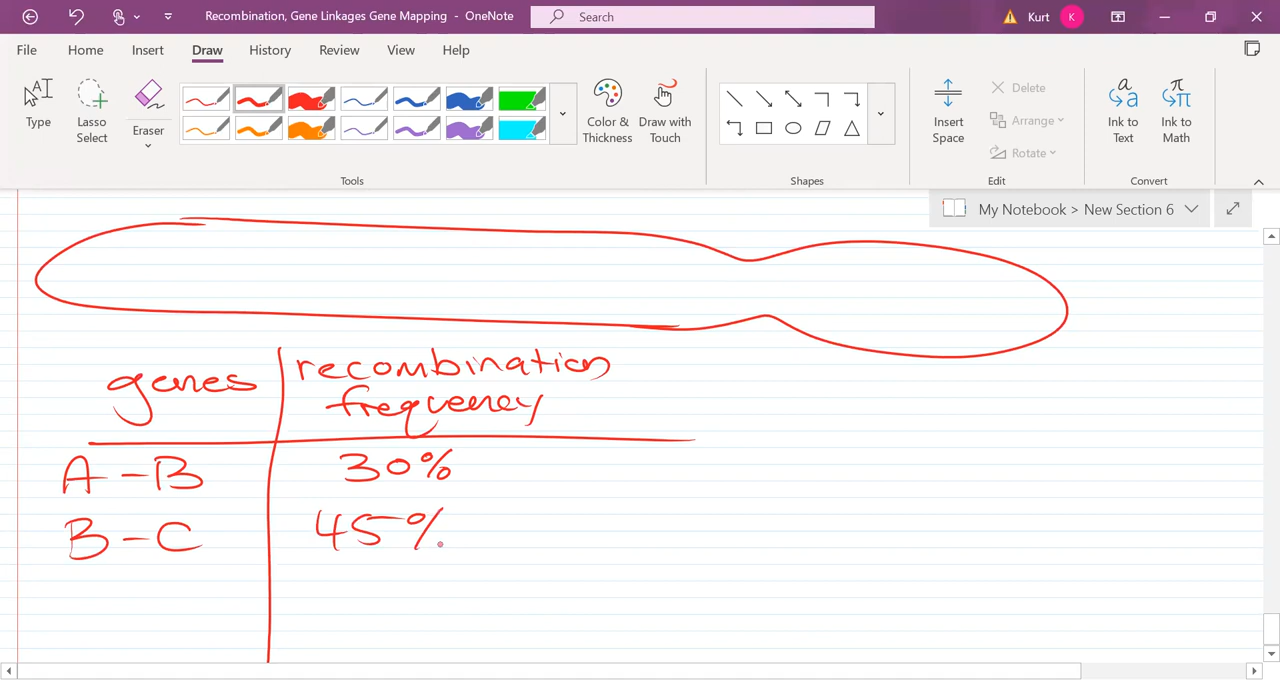 Recombination, Gene Linkages Gene Mapping - OneNote
Search
Kurt
K
File Home Insert Draw History Review View Help
Type
Lasso Select
Eraser
Color & Thickness
Draw with Touch
Insert Space
Delete
Arrange
Rotate
Ink to Text
Ink to Math
Tools
Shapes
Edit
Convert
My Notebook > New Section 6
genes
recombination
frequency
A - B 30%
B - C 45%